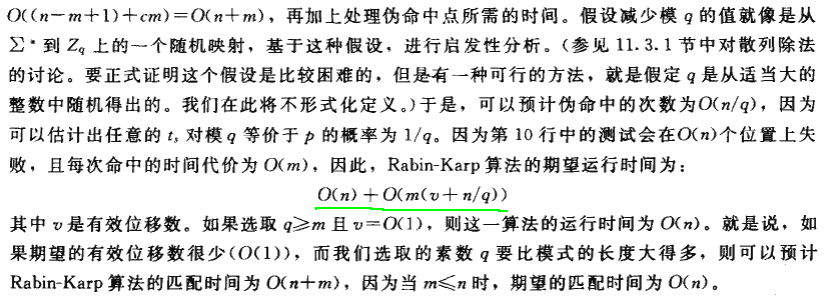 O((n-m+1)+cm)=O(n+m)，再加上处理伪命中点所需的时间。假设减少模 q 的值就像是从
Σ* 到 Zq 上的一个随机映射，基于这种假设，进行启发性分析。（参见 11.3.1 节中对散列除法
的讨论。要正式证明这个假设是比较困难的，但是有一种可行的方法，就是假定 q 是从适当大的
整数中随机得出的。我们在此将不形式化定义。）于是，可以预计伪命中的次数为O(n/q)，因为
可以估计出任意的 ts 对模 q 等价于 p 的概率为 1/q。因为第 10 行中的测试会在O(n)个位置上失
败，且每次命中的时间代价为 O(m)，因此，Rabin-Karp 算法的期望运行时间为：
O(n)+O(m(v+n/q))
其中 v 是有效位移数。如果选取 q≥m 且 v=O(1)，则这一算法的运行时间为 O(n)。就是说，如
果期望的有效位移数很少(O(1))，而我们选取的素数 q 要比模式的长度大得多，则可以预计
Rabin-Karp 算法的匹配时间为 O(n+m)，因为当 m≤n 时，期望的匹配时间为 O(n)。